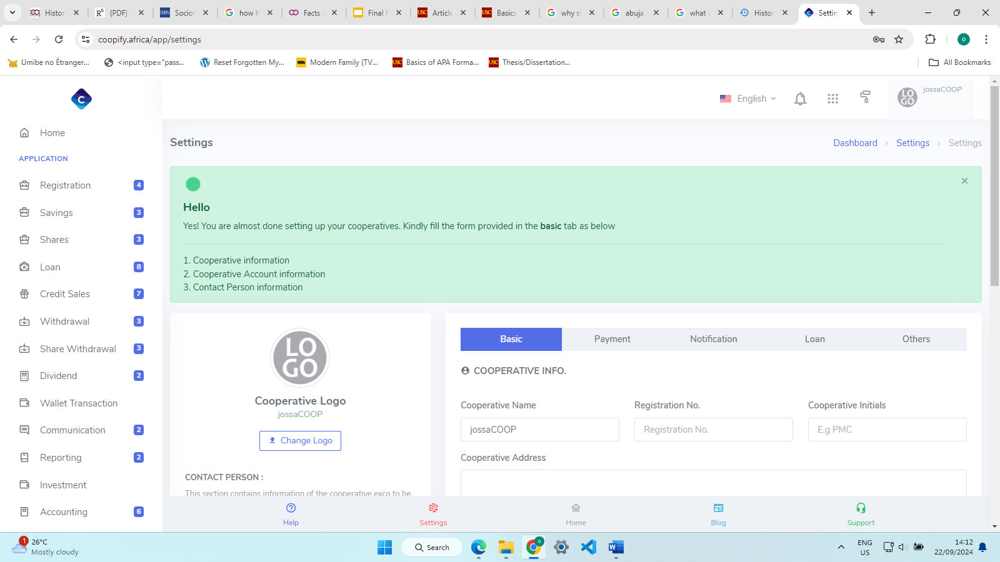 Histor
(PDF)
Sociot
how h
Facts a
Final P
Article
Basics
why si
abuja
what i
Histor
Settin
coopify.africa/app/settings
Umibe no Étranger...
<input type="pass...
Reset Forgotten My...
Modern Family (TV...
Basics of APA Forma...
Thesis/Dissertation...
All Bookmarks
English
LOGO
jossaCOOP
Home
APPLICATION
Registration 4
Savings 3
Shares 3
Loan 8
Credit Sales 7
Withdrawal 3
Share Withdrawal 3
Dividend 2
Wallet Transaction
Communication 2
Reporting 2
Investment
Accounting 6
Settings
Dashboard > Settings > Settings
Hello
Yes! You are almost done setting up your cooperatives. Kindly fill the form provided in the basic tab as below
1. Cooperative information
2. Cooperative Account information
3. Contact Person information
LO
GO
Cooperative Logo
jossaCOOP
Change Logo
CONTACT PERSON :
This section contains information of the cooperative exco to be
Basic Payment Notification Loan Others
COOPERATIVE INFO.
Cooperative Name Registration No. Cooperative Initials
jossaCOOP Registration No. E.g PMC
Cooperative Address
Help Settings Home Blog Support
1
26°C
Mostly cloudy
Search
ENG
US
14:12
22/09/2024